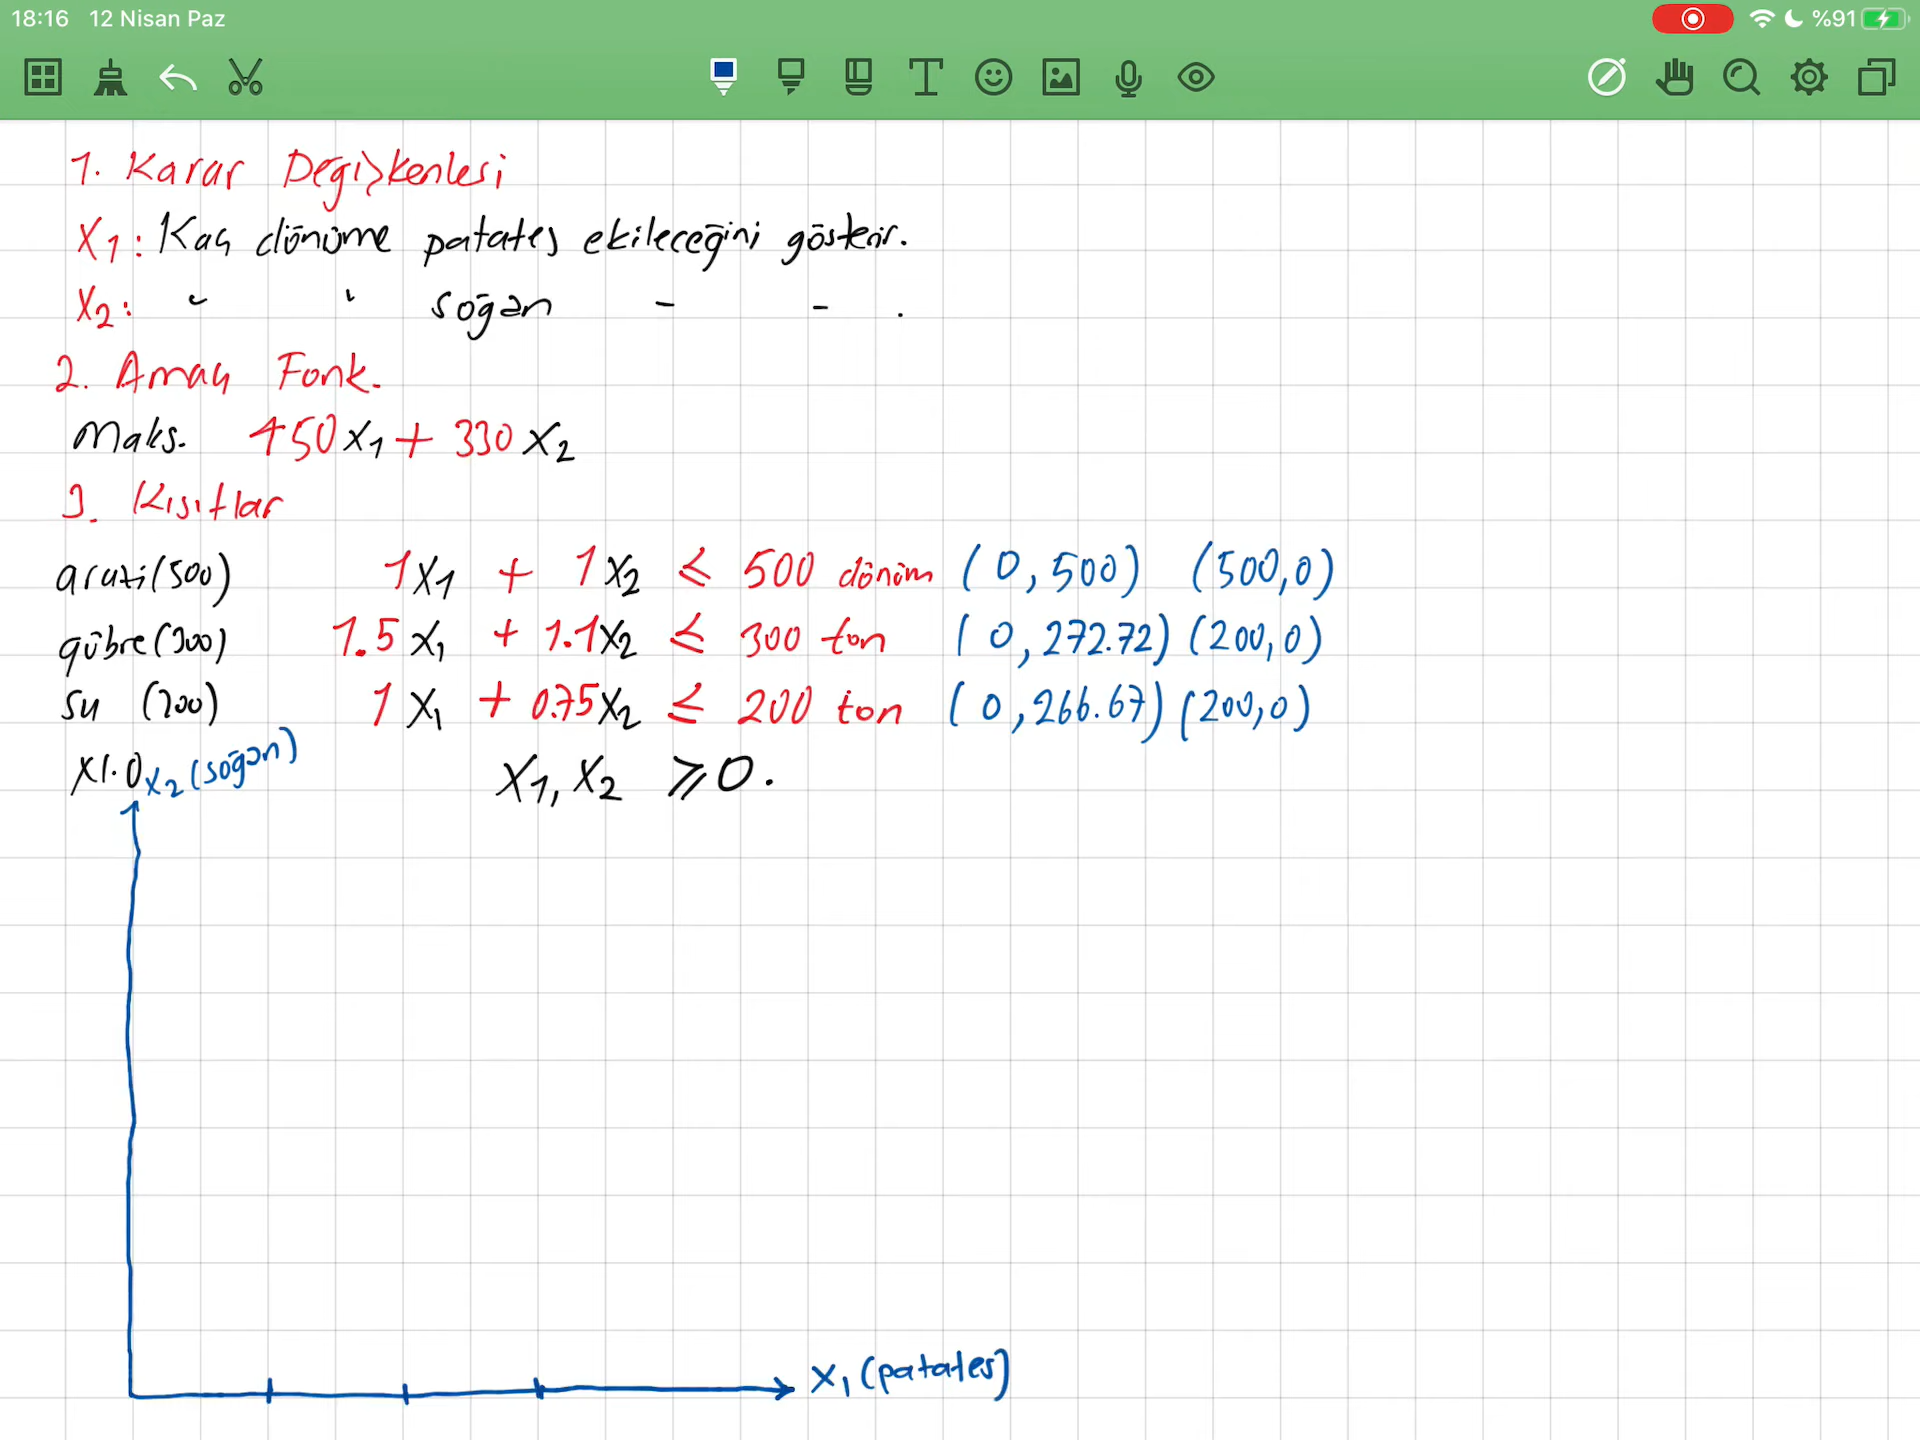 18:16 12 Nisan Paz %91
1. Karar Değişkenleri
X1: Kaç dönüme patates ekileceğini gösterir.
X2: " " soğan - - .
2. Amaç Fonk.
Maks. 450X1 + 330X2
3. Kısıtlar
arazi(500) 1X1 + 1X2 ≤ 500 dönüm (0,500) (500,0)
gübre(300) 1.5X1 + 1.1X2 ≤ 300 ton (0,272.72) (200,0)
su (200) 1X1 + 0.75X2 ≤ 200 ton (0,266.67) (200,0)
X1, X2 ≥ 0.
X2 (soğan)
X1 (patates)